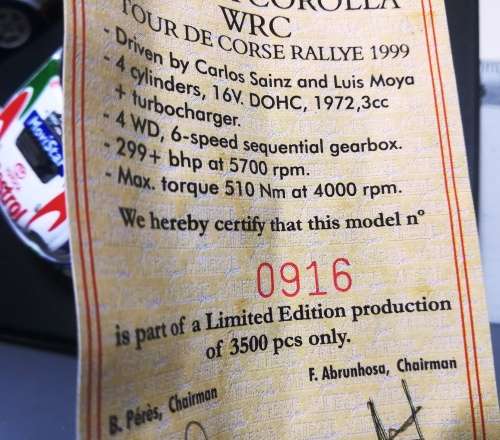 COROLLA
WRC
TOUR DE CORSE RALLYE 1999
- Driven by Carlos Sainz and Luis Moya
- 4 cylinders, 16V. DOHC, 1972,3cc
+ turbocharger.
- 4 WD, 6-speed sequential gearbox.
- 299+ bhp at 5700 rpm.
- Max. torque 510 Nm at 4000 rpm.
We hereby certify that this model nº
0916
is part of a Limited Edition production
of 3500 pcs only.
B. Pérès, Chairman
F. Abrunhosa, Chairman
MoviStar